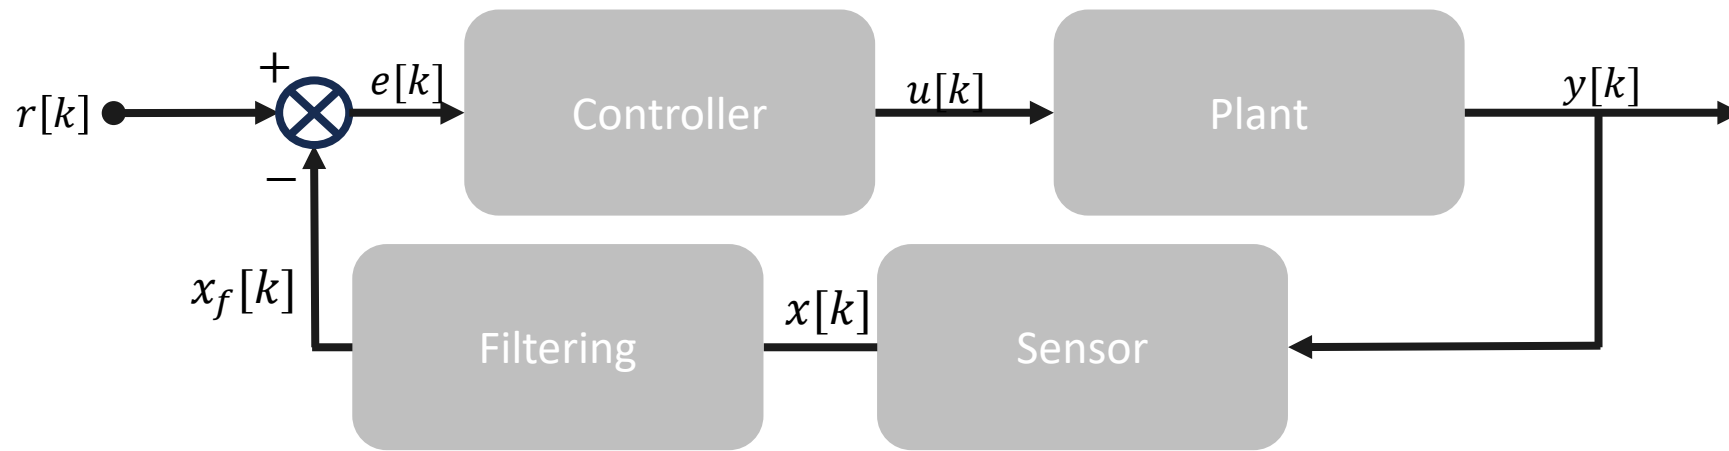 +
r[k]
e[k]
Controller
u[k]
Plant
y[k]
−
x_f[k]
Filtering
x[k]
Sensor